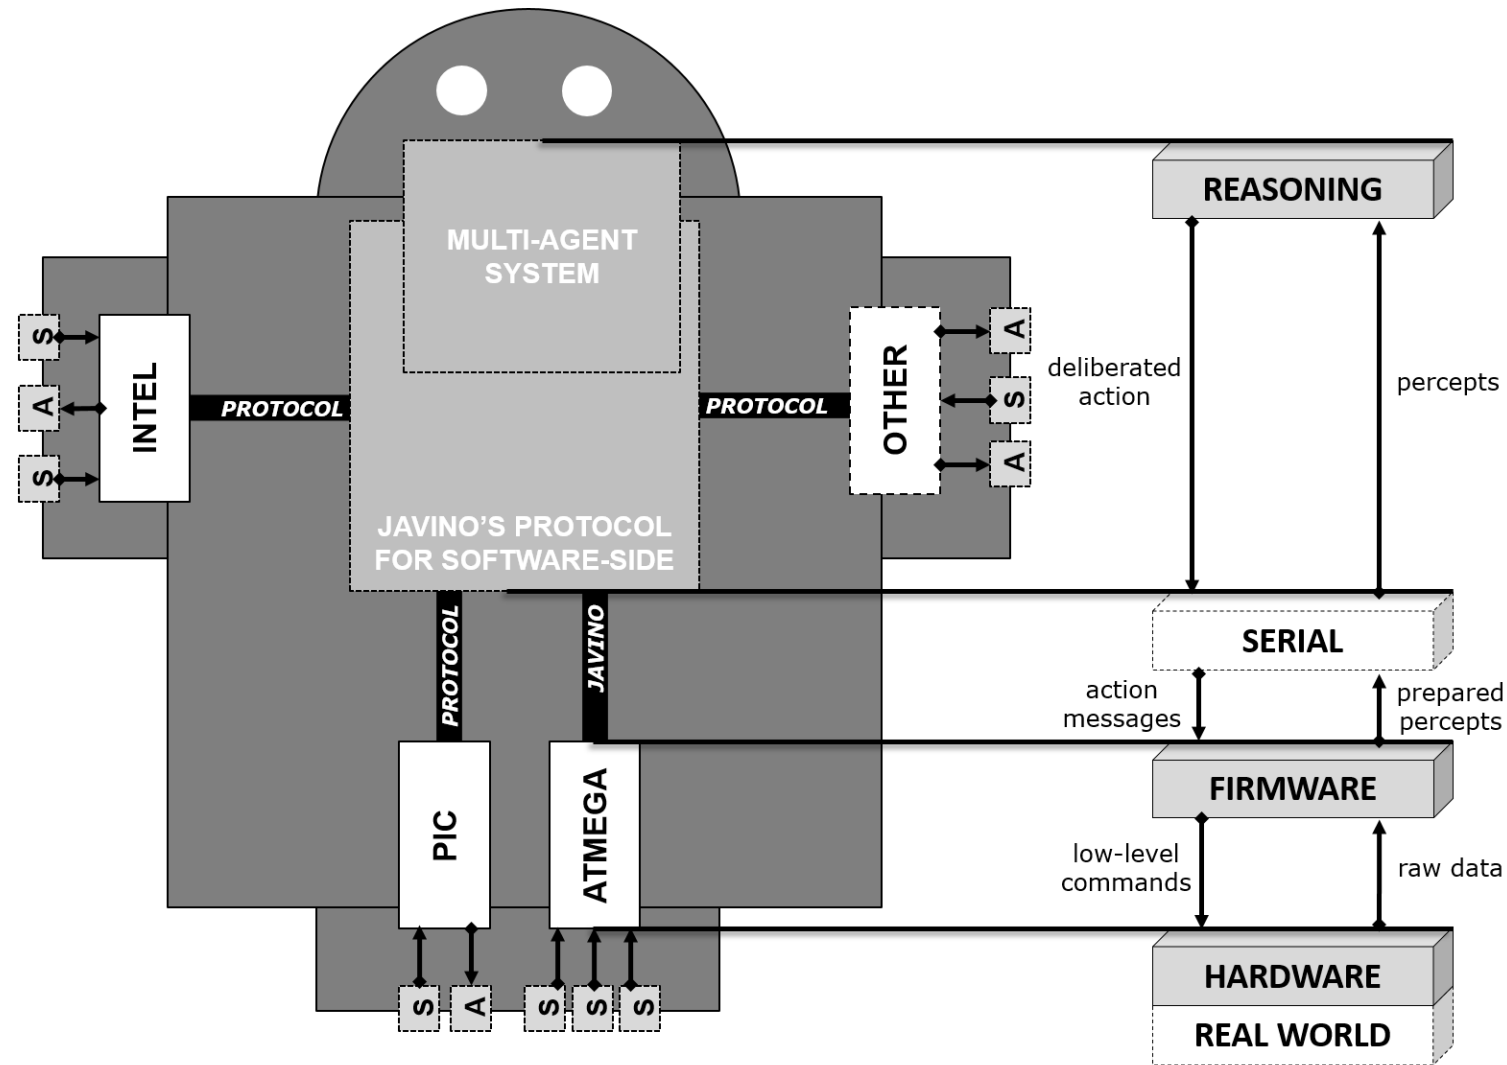 REASONING
MULTI-AGENT
SYSTEM
S
A
S
INTEL
PROTOCOL
PROTOCOL
OTHER
A
S
A
deliberated
action
percepts
JAVINO'S PROTOCOL
FOR SOFTWARE-SIDE
PROTOCOL
JAVINO
SERIAL
action
messages
prepared
percepts
PIC
ATMEGA
FIRMWARE
low-level
commands
raw data
S
A
S
S
S
HARDWARE
REAL WORLD